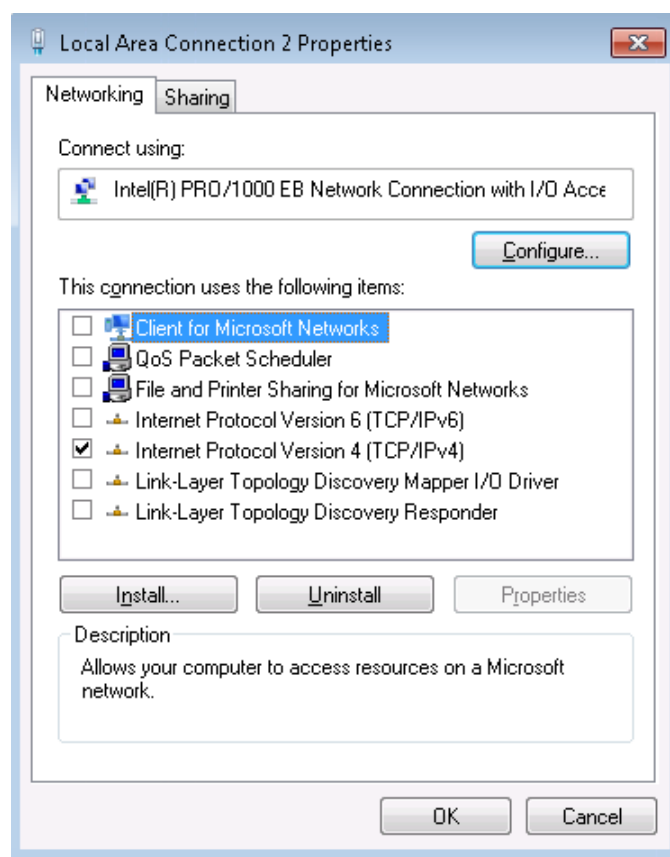 Local Area Connection 2 Properties
Networking
Sharing
Connect using:
Intel(R) PRO/1000 EB Network Connection with I/O Acce
Configure...
This connection uses the following items:
Client for Microsoft Networks
QoS Packet Scheduler
File and Printer Sharing for Microsoft Networks
Internet Protocol Version 6 (TCP/IPv6)
Internet Protocol Version 4 (TCP/IPv4)
Link-Layer Topology Discovery Mapper I/O Driver
Link-Layer Topology Discovery Responder
Install...
Uninstall
Properties
Description
Allows your computer to access resources on a Microsoft
network.
OK
Cancel